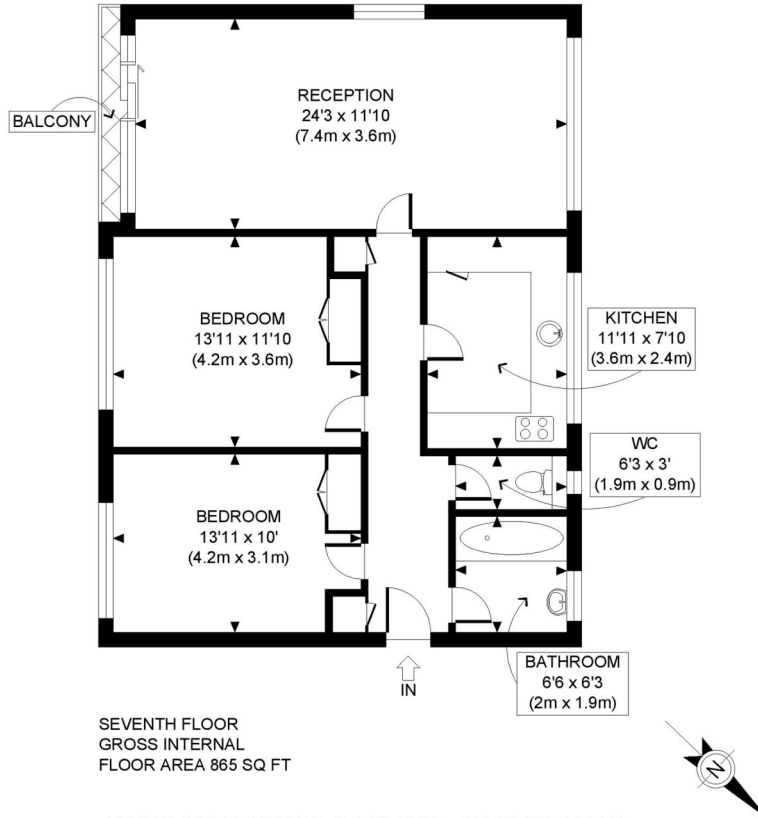 RECEPTION
24'3 x 11'10
(7.4m x 3.6m)
BALCONY
BEDROOM
13'11 x 11'10
(4.2m x 3.6m)
KITCHEN
11'11 x 7'10
(3.6m x 2.4m)
WC
6'3 x 3'
(1.9m x 0.9m)
BEDROOM
13'11 x 10'
(4.2m x 3.1m)
BATHROOM
6'6 x 6'3
(2m x 1.9m)
IN
SEVENTH FLOOR
GROSS INTERNAL
FLOOR AREA 865 SQ FT
N